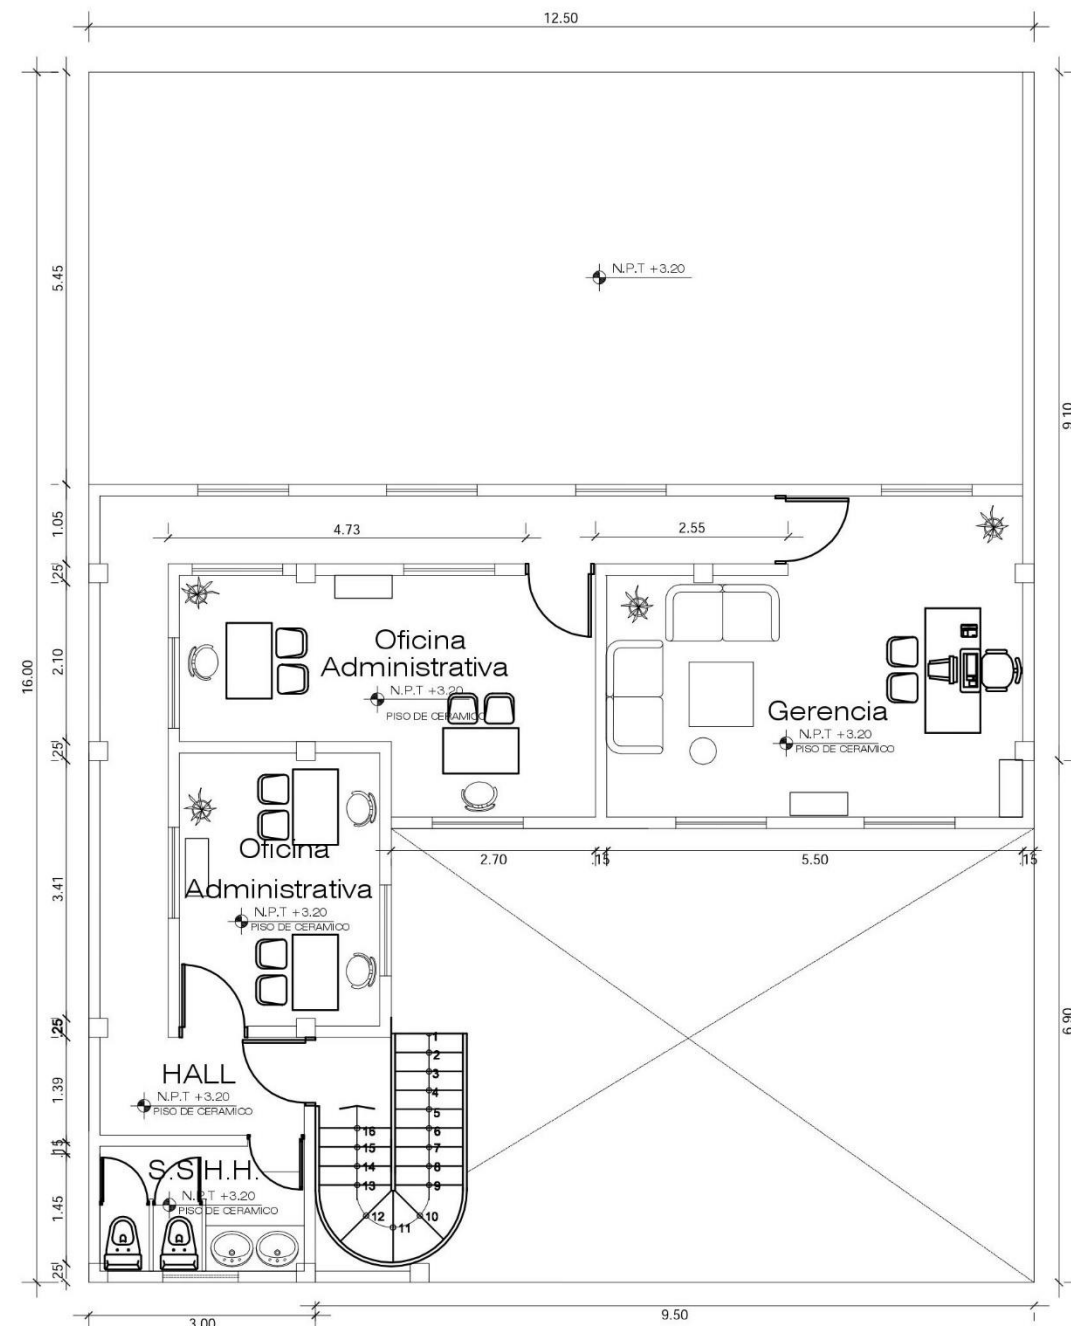 12.50
N.P.T +3.20
5.45
9.10
16.00
1.05
4.73
2.55
.25
2.10
Oficina
Administrativa
N.P.T +3.20
PISO DE CERAMICO
Gerencia
N.P.T +3.20
PISO DE CERAMICO
.25
2.70
.15
5.50
.15
3.41
Oficina
Administrativa
N.P.T +3.20
PISO DE CERAMICO
.25
6.90
1.39
HALL
N.P.T +3.20
PISO DE CERAMICO
1
2
3
4
5
6
7
8
9
10
11
12
13
14
15
16
.15
S.S.H.H.
N.P.T +3.20
PISO DE CERAMICO
1.45
.25
9.50
3.00